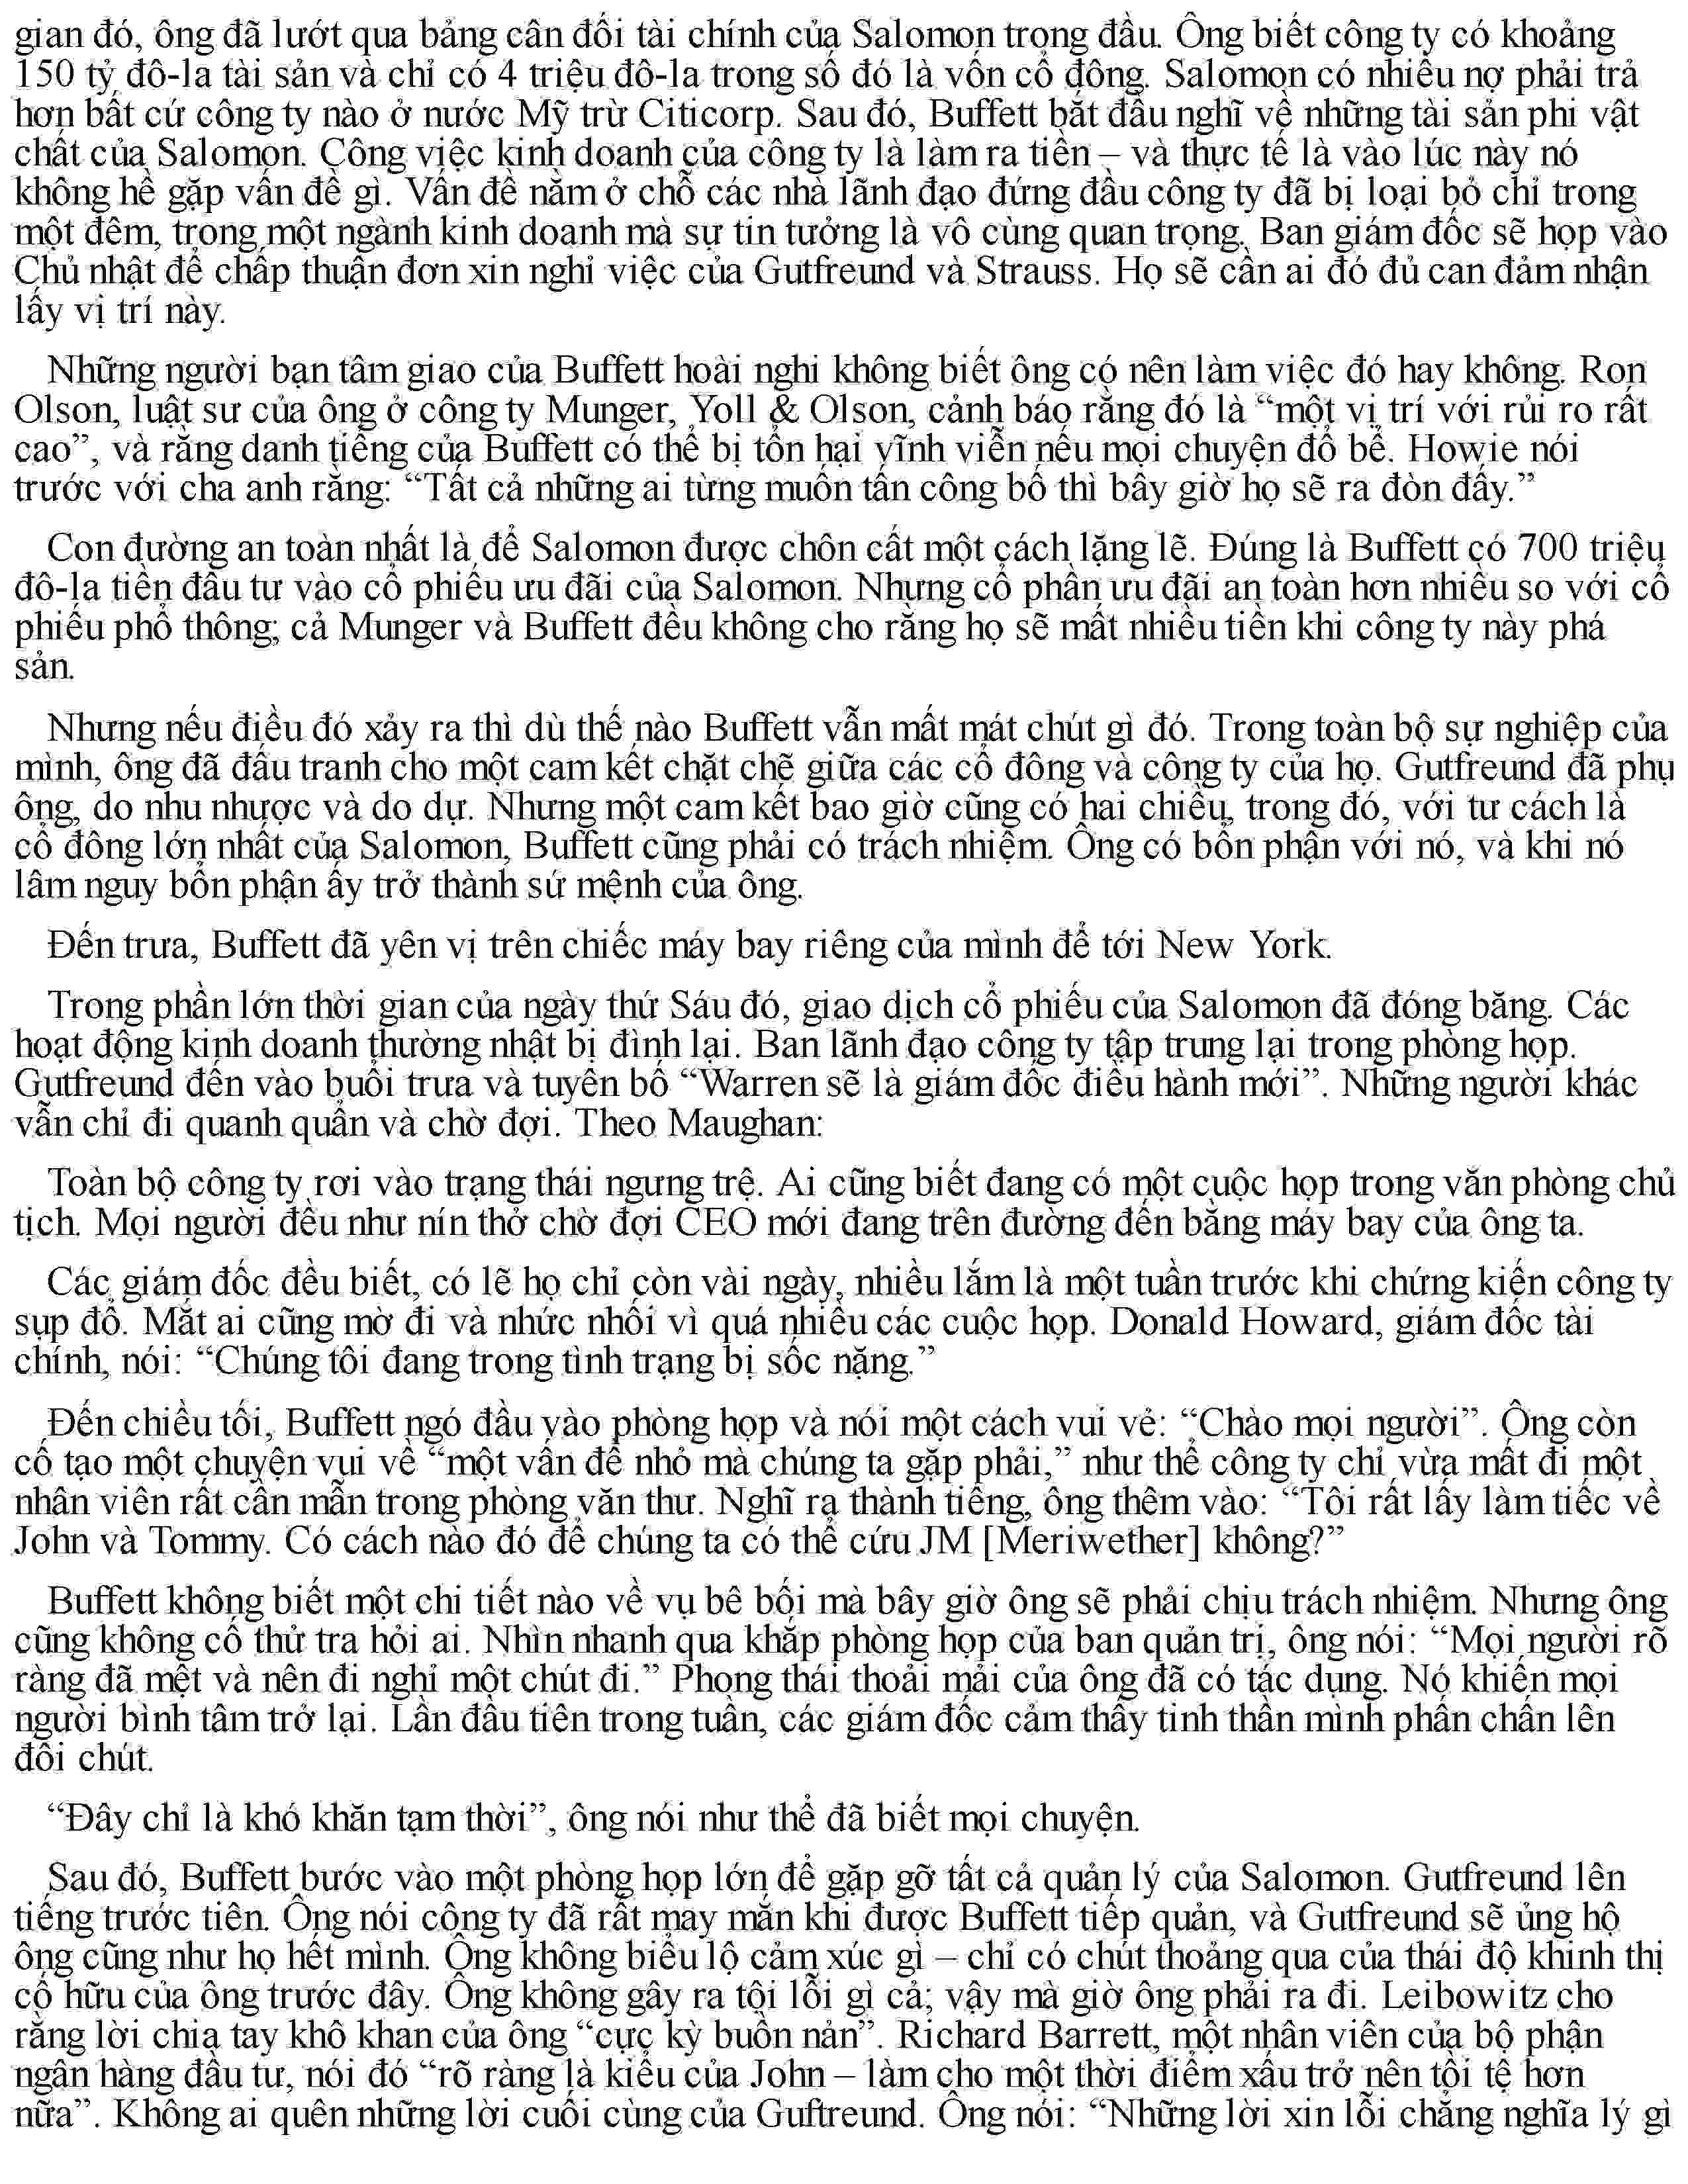 gian đó, ông đã lướt qua bảng cân đối tài chính của Salomon trong đầu. Ông biết công ty có khoảng
150 tỷ đô-la tài sản và chỉ có 4 triệu đô-la trong số đó là vốn cổ đông. Salomon có nhiều nợ phải trả
hơn bất cứ công ty nào ở nước Mỹ trừ Citicorp. Sau đó, Buffett bắt đầu nghĩ về những tài sản phi vật
chất của Salomon. Công việc kinh doanh của công ty là làm ra tiền – và thực tế là vào lúc này nó
không hề gặp vấn đề gì. Vấn đề nằm ở chỗ các nhà lãnh đạo đứng đầu công ty đã bị loại bỏ chỉ trong
một đêm, trong một ngành kinh doanh mà sự tin tưởng là vô cùng quan trọng. Ban giám đốc sẽ họp vào
Chủ nhật để chấp thuận đơn xin nghỉ việc của Gutfreund và Strauss. Họ sẽ cần ai đó đủ can đảm nhận
lấy vị trí này.
Những người bạn tâm giao của Buffett hoài nghi không biết ông có nên làm việc đó hay không. Ron
Olson, luật sư của ông ở công ty Munger, Yoll & Olson, cảnh báo rằng đó là “một vị trí với rủi ro rất
cao”, và rằng danh tiếng của Buffett có thể bị tổn hại vĩnh viễn nếu mọi chuyện đổ bể. Howie nói
trước với cha anh rằng: “Tất cả những ai từng muốn tấn công bố thì bây giờ họ sẽ ra đòn đấy.”
Con đường an toàn nhất là để Salomon được chôn cất một cách lặng lẽ. Đúng là Buffett có 700 triệu
đô-la tiền đầu tư vào cổ phiếu ưu đãi của Salomon. Nhưng cổ phần ưu đãi an toàn hơn nhiều so với cổ
phiếu phổ thông; cả Munger và Buffett đều không cho rằng họ sẽ mất nhiều tiền khi công ty này phá
sản.
Nhưng nếu điều đó xảy ra thì dù thế nào Buffett vẫn mất mát chút gì đó. Trong toàn bộ sự nghiệp của
mình, ông đã đấu tranh cho một cam kết chặt chẽ giữa các cổ đông và công ty của họ. Gutfreund đã phụ
ông, do nhu nhược và do dự. Nhưng một cam kết bao giờ cũng có hai chiều, trong đó, với tư cách là
cổ đông lớn nhất của Salomon, Buffett cũng phải có trách nhiệm. Ông có bổn phận với nó, và khi nó
lâm nguy bổn phận ấy trở thành sứ mệnh của ông.
Đến trưa, Buffett đã yên vị trên chiếc máy bay riêng của mình để tới New York.
Trong phần lớn thời gian của ngày thứ Sáu đó, giao dịch cổ phiếu của Salomon đã đóng băng. Các
hoạt động kinh doanh thường nhật bị đình lại. Ban lãnh đạo công ty tập trung lại trong phòng họp.
Gutfreund đến vào buổi trưa và tuyên bố “Warren sẽ là giám đốc điều hành mới”. Những người khác
vẫn chỉ đi quanh quẩn và chờ đợi. Theo Maughan:
Toàn bộ công ty rơi vào trạng thái ngưng trệ. Ai cũng biết đang có một cuộc họp trong văn phòng chủ
tịch. Mọi người đều như nín thở chờ đợi CEO mới đang trên đường đến bằng máy bay của ông ta.
Các giám đốc đều biết, có lẽ họ chỉ còn vài ngày, nhiều lắm là một tuần trước khi chứng kiến công ty
sụp đổ. Mắt ai cũng mờ đi và nhức nhối vì quá nhiều các cuộc họp. Donald Howard, giám đốc tài
chính, nói: “Chúng tôi đang trong tình trạng bị sốc nặng.”
Đến chiều tối, Buffett ngó đầu vào phòng họp và nói một cách vui vẻ: “Chào mọi người”. Ông còn
cố tạo một chuyện vui về “một vấn đề nhỏ mà chúng ta gặp phải,” như thể công ty chỉ vừa mất đi một
nhân viên rất cần mẫn trong phòng văn thư. Nghĩ ra thành tiếng, ông thêm vào: “Tôi rất lấy làm tiếc về
John và Tommy. Có cách nào đó để chúng ta có thể cứu JM [Meriwether] không?”
Buffett không biết một chi tiết nào về vụ bê bối mà bây giờ ông sẽ phải chịu trách nhiệm. Nhưng ông
cũng không cố thử tra hỏi ai. Nhìn nhanh qua khắp phòng họp của ban quản trị, ông nói: “Mọi người rõ
ràng đã mệt và nên đi nghỉ một chút đi.” Phong thái thoải mái của ông đã có tác dụng. Nó khiến mọi
người bình tâm trở lại. Lần đầu tiên trong tuần, các giám đốc cảm thấy tinh thần mình phấn chấn lên
đôi chút.
“Đây chỉ là khó khăn tạm thời”, ông nói như thể đã biết mọi chuyện.
Sau đó, Buffett bước vào một phòng họp lớn để gặp gỡ tất cả quản lý của Salomon. Gutfreund lên
tiếng trước tiên. Ông nói công ty đã rất may mắn khi được Buffett tiếp quản, và Gutfreund sẽ ủng hộ
ông cũng như họ hết mình. Ông không biểu lộ cảm xúc gì – chỉ có chút thoảng qua của thái độ khinh thị
cố hữu của ông trước đây. Ông không gây ra tội lỗi gì cả; vậy mà giờ ông phải ra đi. Leibowitz cho
rằng lời chia tay khô khan của ông “cực kỳ buồn nản”. Richard Barrett, một nhân viên của bộ phận
ngân hàng đầu tư, nói đó “rõ ràng là kiểu của John – làm cho một thời điểm xấu trở nên tồi tệ hơn
nữa”. Không ai quên những lời cuối cùng của Guftreund. Ông nói: “Những lời xin lỗi chẳng nghĩa lý gì